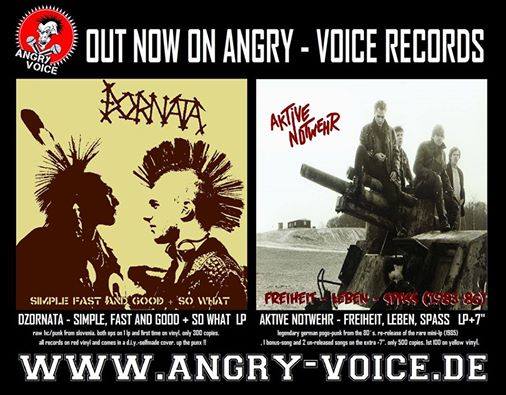 ANGRY
VOICE
OUT NOW ON ANGRY - VOICE RECORDS
DZORNATA
SIMPLE FAST AND GOOD + SO WHAT
AKTIVE
NOTWEHR
FREIHEIT - LEBEN - SPASS (1983-86)
DZORNATA - SIMPLE, FAST AND GOOD + SO WHAT LP
raw hc/punk from slovenia. both eps on 1 lp and first time on vinyl. only 300 copies.
all records on red vinyl and comes in a d.i.y.-selfmade cover. up the punx !!
AKTIVE NOTWEHR - FREIHEIT, LEBEN, SPASS LP+7"
legendary german pogo-punk from the 80´s. re-release of the rare mini-lp (1985)
, 1 bonus-song and 2 un-released songs on the extra -7". only 500 copies. 1st 100 on yellow vinyl.
WWW.ANGRY-VOICE.DE